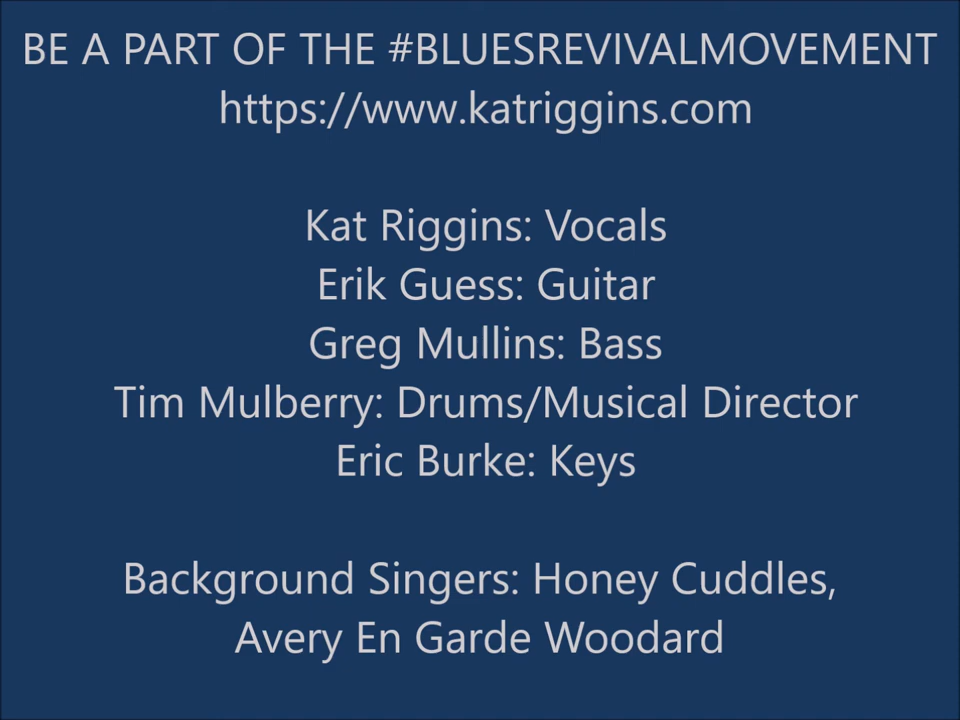 BE A PART OF THE #BLUESREVIVALMOVEMENT
https://www.katriggins.com
Kat Riggins: Vocals
Erik Guess: Guitar
Greg Mullins: Bass
Tim Mulberry: Drums/Musical Director
Eric Burke: Keys
Background Singers: Honey Cuddles,
Avery En Garde Woodard